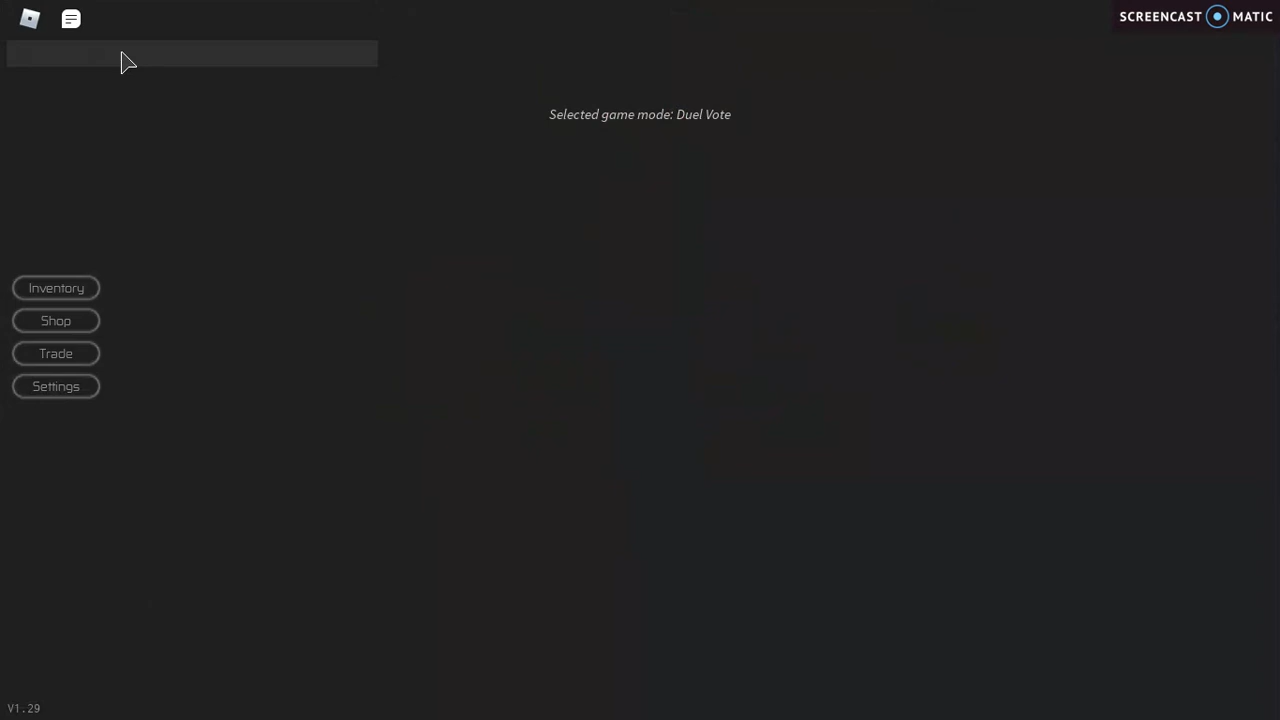 SCREENCAST MATIC
Selected game mode: Duel Vote
Inventory
Shop
Trade
Settings
V1.29